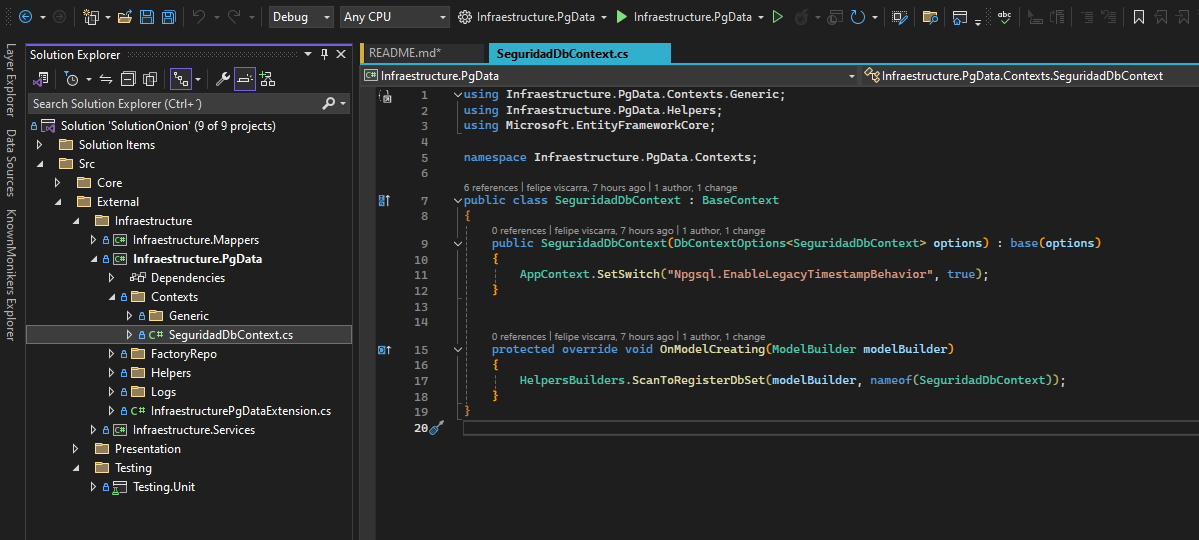 Debug
Any CPU
Infraestructure.PgData
Infraestructure.PgData
abc
Layer Explorer
Data Sources
KnownMonikers Explorer
Solution Explorer
Search Solution Explorer (Ctrl+´)
Solution 'SolutionOnion' (9 of 9 projects)
Solution Items
Src
Core
External
Infraestructure
Infraestructure.Mappers
Infraestructure.PgData
Dependencies
Contexts
Generic
SeguridadDbContext.cs
FactoryRepo
Helpers
Logs
InfraestructurePgDataExtension.cs
Infraestructure.Services
Presentation
Testing
Testing.Unit
README.md*
SeguridadDbContext.cs
Infraestructure.PgData
Infraestructure.PgData.Contexts.SeguridadDbContext
1 using Infraestructure.PgData.Contexts.Generic;
2 using Infraestructure.PgData.Helpers;
3 using Microsoft.EntityFrameworkCore;
4
5 namespace Infraestructure.PgData.Contexts;
6
6 references | felipe viscarra, 7 hours ago | 1 author, 1 change
7 public class SeguridadDbContext : BaseContext
8 {
0 references | felipe viscarra, 7 hours ago | 1 author, 1 change
9 public SeguridadDbContext(DbContextOptions<SeguridadDbContext> options) : base(options)
10 {
11 AppContext.SetSwitch("Npgsql.EnableLegacyTimestampBehavior", true);
12 }
13
14
0 references | felipe viscarra, 7 hours ago | 1 author, 1 change
15 protected override void OnModelCreating(ModelBuilder modelBuilder)
16 {
17 HelpersBuilders.ScanToRegisterDbSet(modelBuilder, nameof(SeguridadDbContext));
18 }
19 }
20